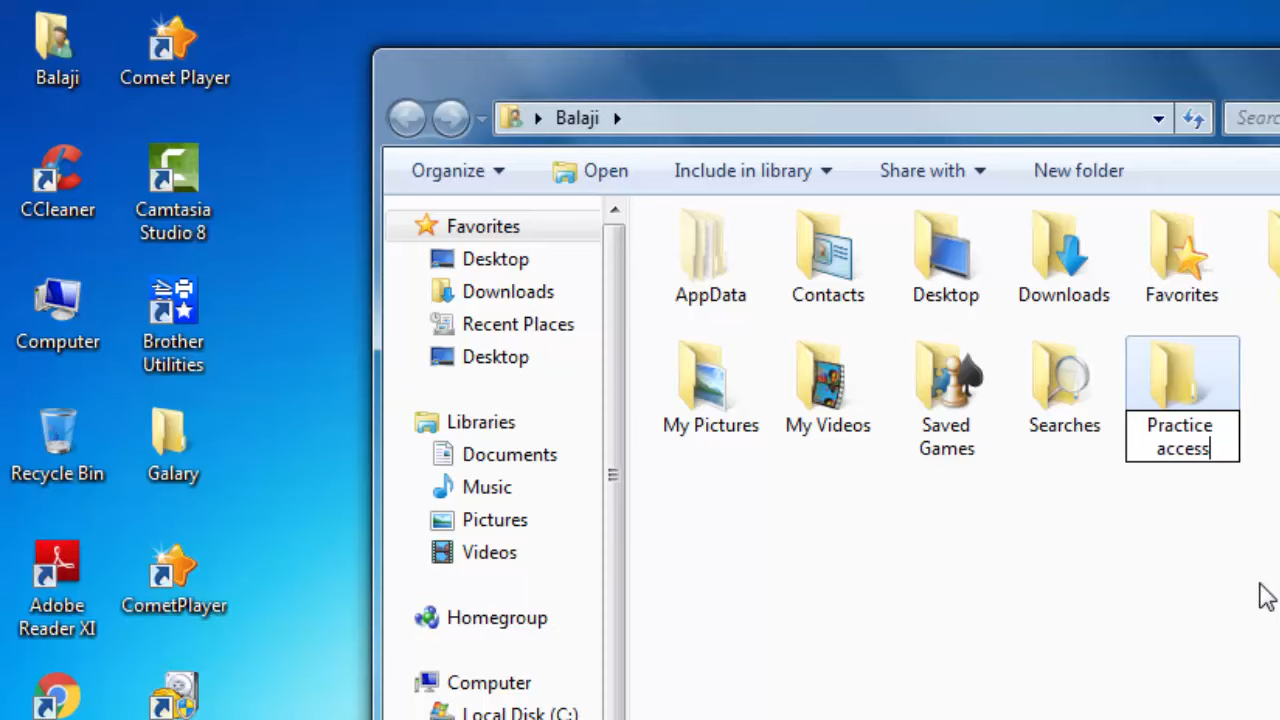 Balaji
Comet Player
CCleaner
Camtasia
Studio 8
Computer
Brother
Utilities
Recycle Bin
Galary
Adobe
Reader XI
CometPlayer
Balaji
Organize
Open
Include in library
Share with
New folder
Favorites
Desktop
Downloads
Recent Places
Desktop
Libraries
Documents
Music
Pictures
Videos
Homegroup
Computer
Local Disk (C:)
AppData
Contacts
Desktop
Downloads
Favorites
My Pictures
My Videos
Saved
Games
Searches
Practice
access